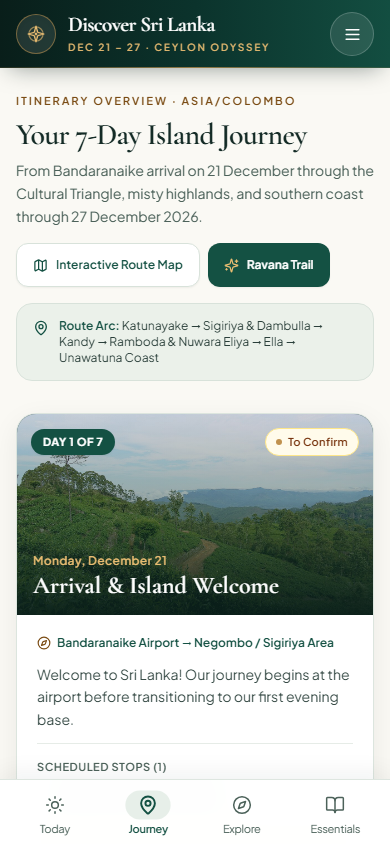 Discover Sri Lanka
DEC 21 – 27 · CEYLON ODYSSEY
ITINERARY OVERVIEW · ASIA/COLOMBO
Your 7-Day Island Journey
From Bandaranaike arrival on 21 December through the
Cultural Triangle, misty highlands, and southern coast
through 27 December 2026.
Interactive Route Map
Ravana Trail
Route Arc: Katunayake → Sigiriya & Dambulla →
Kandy → Ramboda & Nuwara Eliya → Ella →
Unawatuna Coast
DAY 1 OF 7
To Confirm
Monday, December 21
Arrival & Island Welcome
Bandaranaike Airport → Negombo / Sigiriya Area
Welcome to Sri Lanka! Our journey begins at the
airport before transitioning to our first evening
base.
SCHEDULED STOPS (1)
Today
Journey
Explore
Essentials